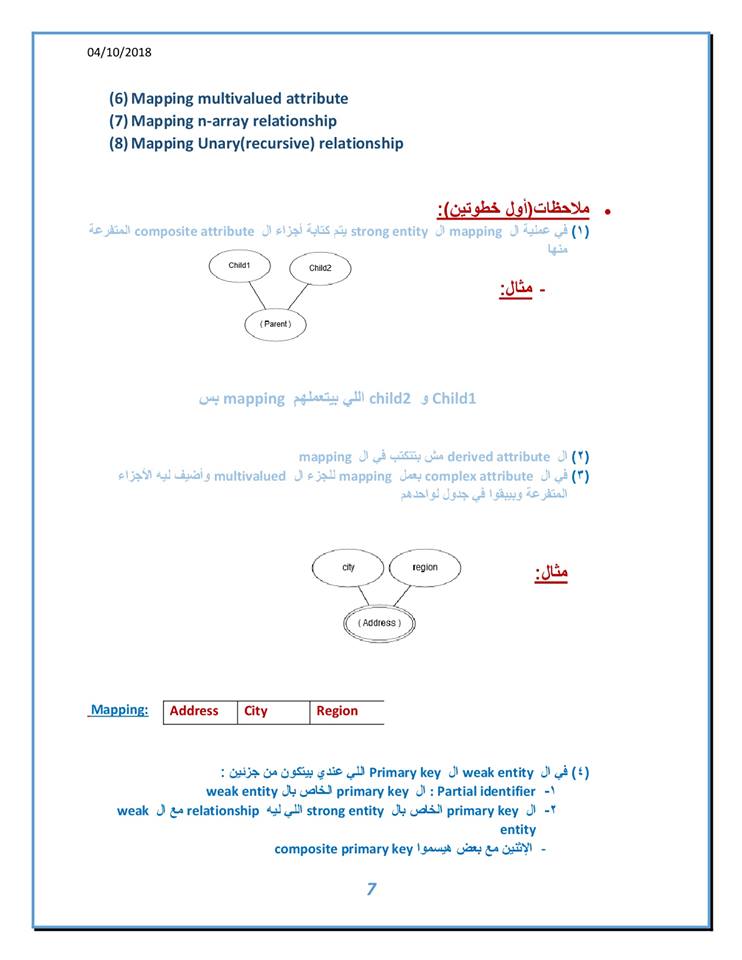 04/10/2018
(6) Mapping multivalued attribute
(7) Mapping n-array relationship
(8) Mapping Unary(recursive) relationship
• ملاحظات(أول خطوتين):
(١) في عملية ال mapping ال strong entity يتم كتابة أجزاء ال composite attribute المتفرعة
منها
Child1 Child2
- مثال:
( Parent )
Child1 و child2 اللي بيتعملهم mapping بس
(٢) ال derived attribute مش بتتكتب في ال mapping
(٣) في ال complex attribute بعمل mapping للجزء ال multivalued وأضيف ليه الأجزاء
المتفرعة وبيبقوا في جدول لواحدهم
city region
مثال:
( Address )
Mapping: Address City Region
(٤) في ال weak entity ال Primary key اللي عندي بيتكون من جزئين :
١- Partial identifier : ال primary key الخاص بال weak entity
٢- ال primary key الخاص بال strong entity اللي ليه relationship مع ال weak
entity
- الإثنين مع بعض هيسموا composite primary key
7